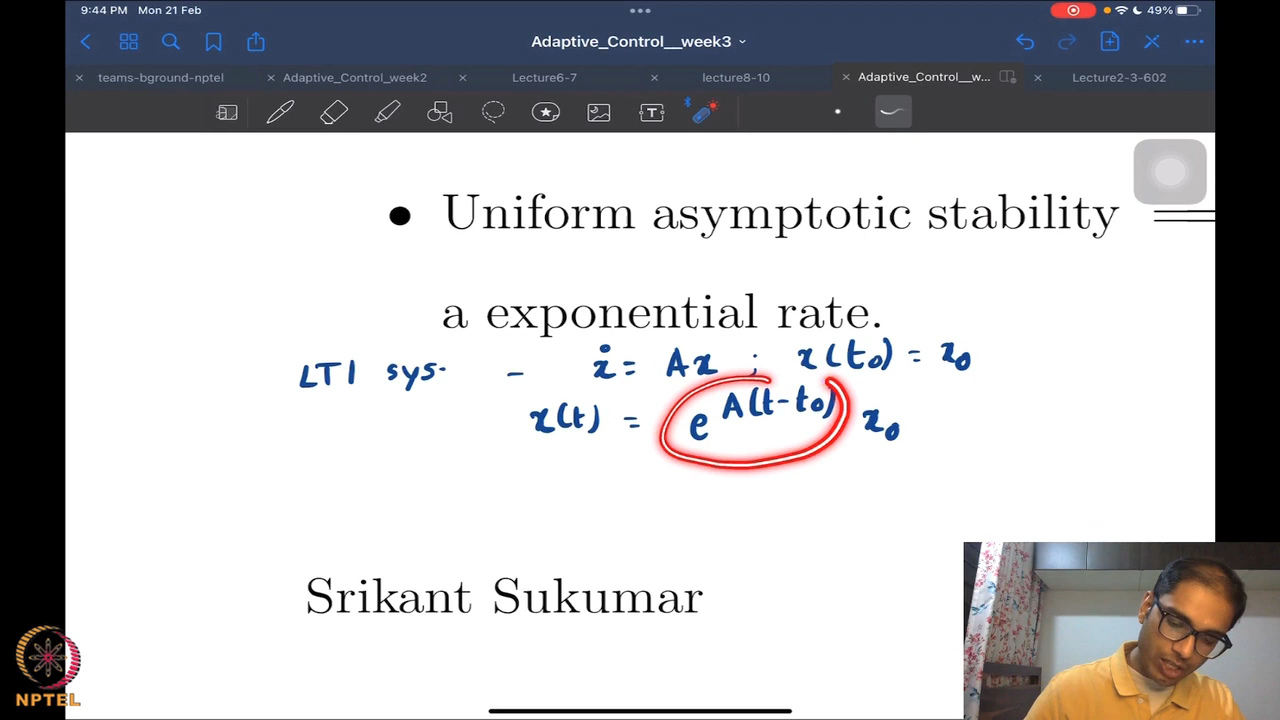 9:44 PM Mon 21 Feb
49%
Adaptive_Control__week3
teams-bground-nptel
Adaptive_Control_week2
Lecture6-7
lecture8-10
Adaptive_Control__w...
Lecture2-3-602
• Uniform asymptotic stability
a exponential rate.
LTI sys. - ẋ = Ax ; x(t₀) = x₀
x(t) = e^{A(t-t₀)} x₀
Srikant Sukumar
NPTEL